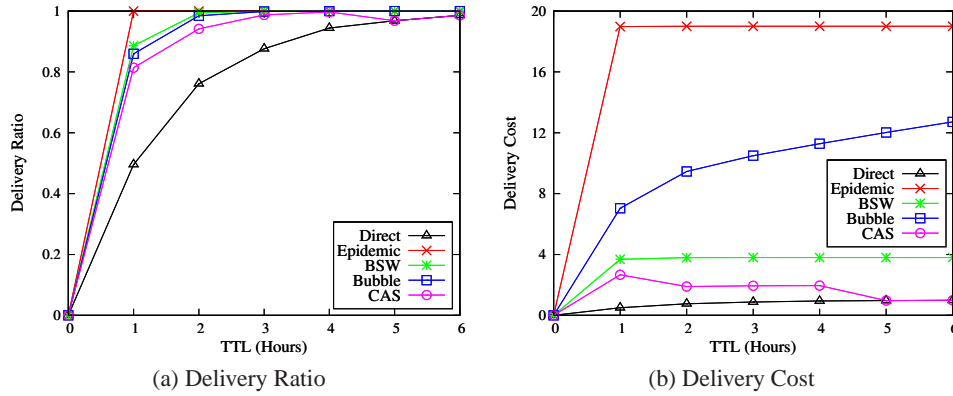 1
0.8
0.6
0.4
0.2
0
Delivery Ratio
0 1 2 3 4 5 6
TTL (Hours)
Direct
Epidemic
BSW
Bubble
CAS
(a) Delivery Ratio
20
16
12
8
4
0
Delivery Cost
0 1 2 3 4 5 6
TTL (Hours)
Direct
Epidemic
BSW
Bubble
CAS
(b) Delivery Cost